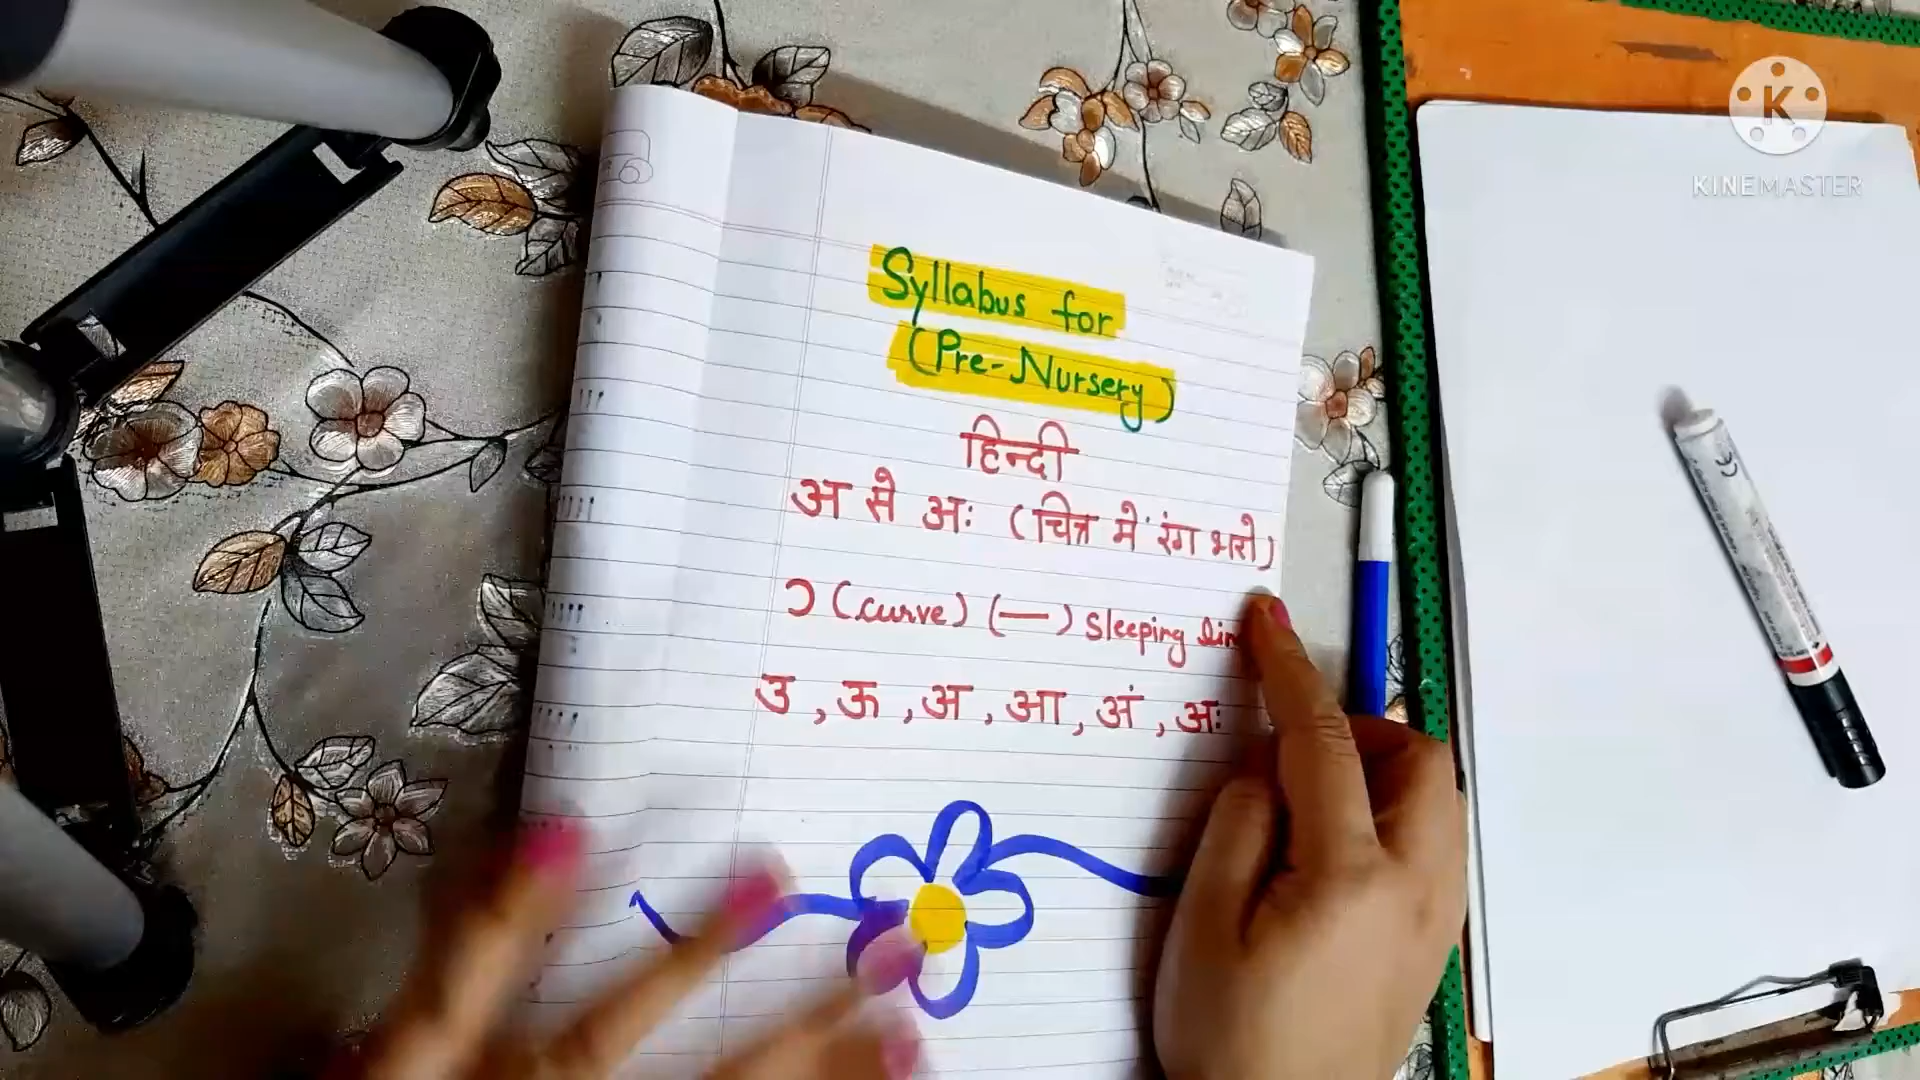 Syllabus for
(Pre-Nursery)
हिन्दी
अ से अः (चित्र में रंग भरो)
Ɔ (curve) (—) Sleeping
उ, ऊ, अ, आ, अं, अः
KINEMASTER